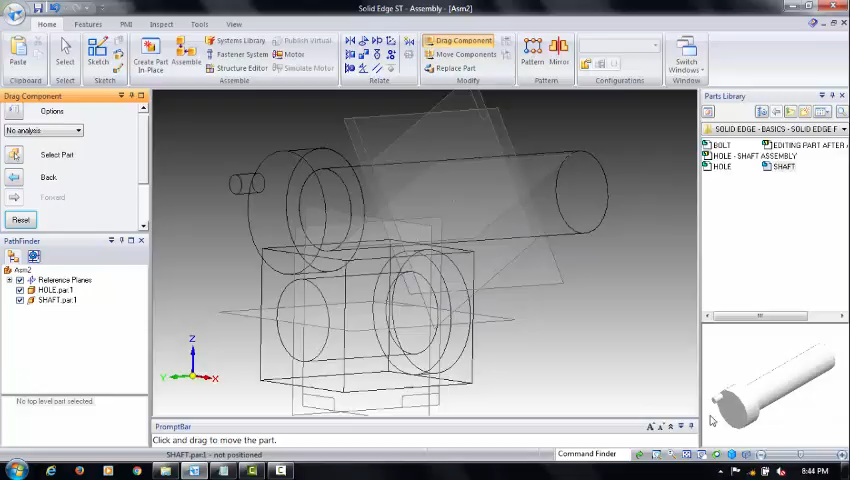 Solid Edge ST - Assembly - [Asm2]
Home Features PMI Inspect Tools View
Paste
Clipboard
Select
Select
Sketch
Sketch
Create Part In-Place
Assemble
Systems Library
Fastener System
Structure Editor
Publish Virtual
Motor
Simulate Motor
Assemble
Relate
Drag Component
Move Components
Replace Part
Modify
Pattern
Mirror
Pattern
Configurations
Switch Windows
Window
Drag Component
Options
No analysis
Select Part
Back
Forward
Reset
PathFinder
Asm2
Reference Planes
HOLE.par:1
SHAFT.par:1
No top level part selected.
Z
Y
X
Parts Library
SOLID EDGE - BASICS - SOLID EDGE F
BOLT
EDITING PART AFTER A
HOLE - SHAFT ASSEMBLY
HOLE
SHAFT
PromptBar
Click and drag to move the part.
SHAFT.par:1 - not positioned
Command Finder
8:44 PM